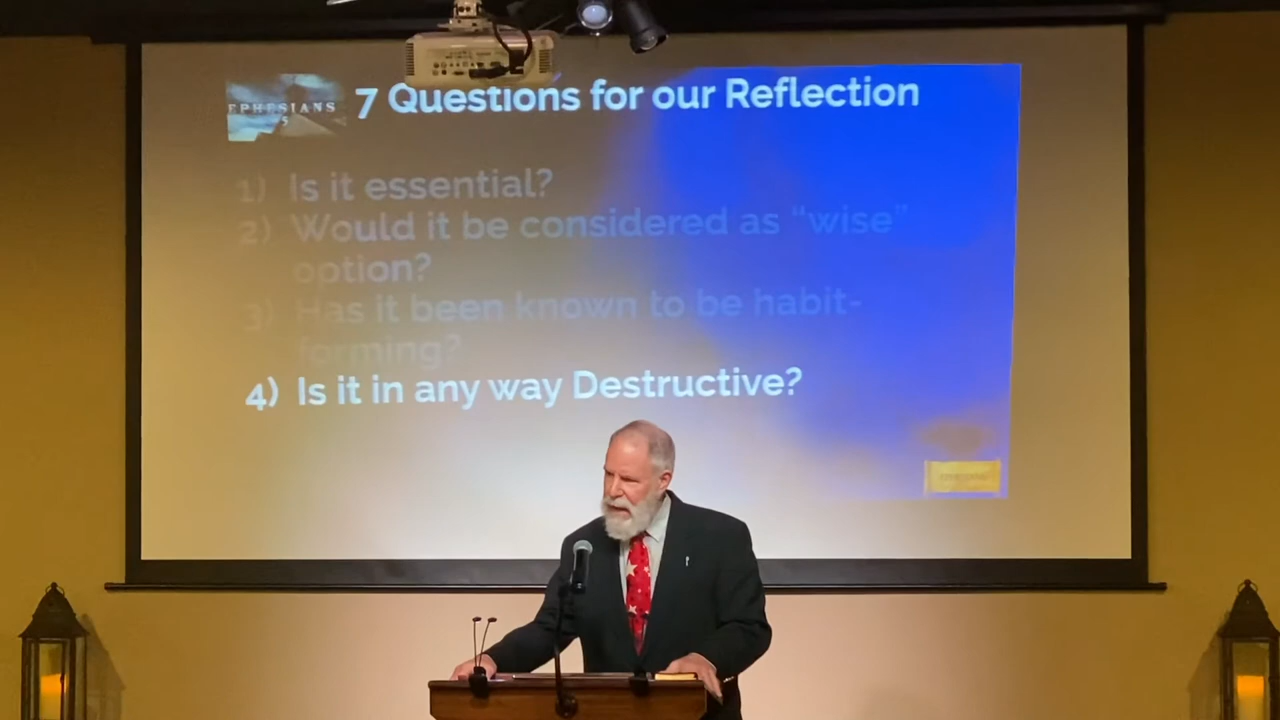 EPHESIANS
5
7 Questions for our Reflection
1) Is it essential?
2) Would it be considered as “wise”
option?
3) Has it been known to be habit-
forming?
4) Is it in any way Destructive?